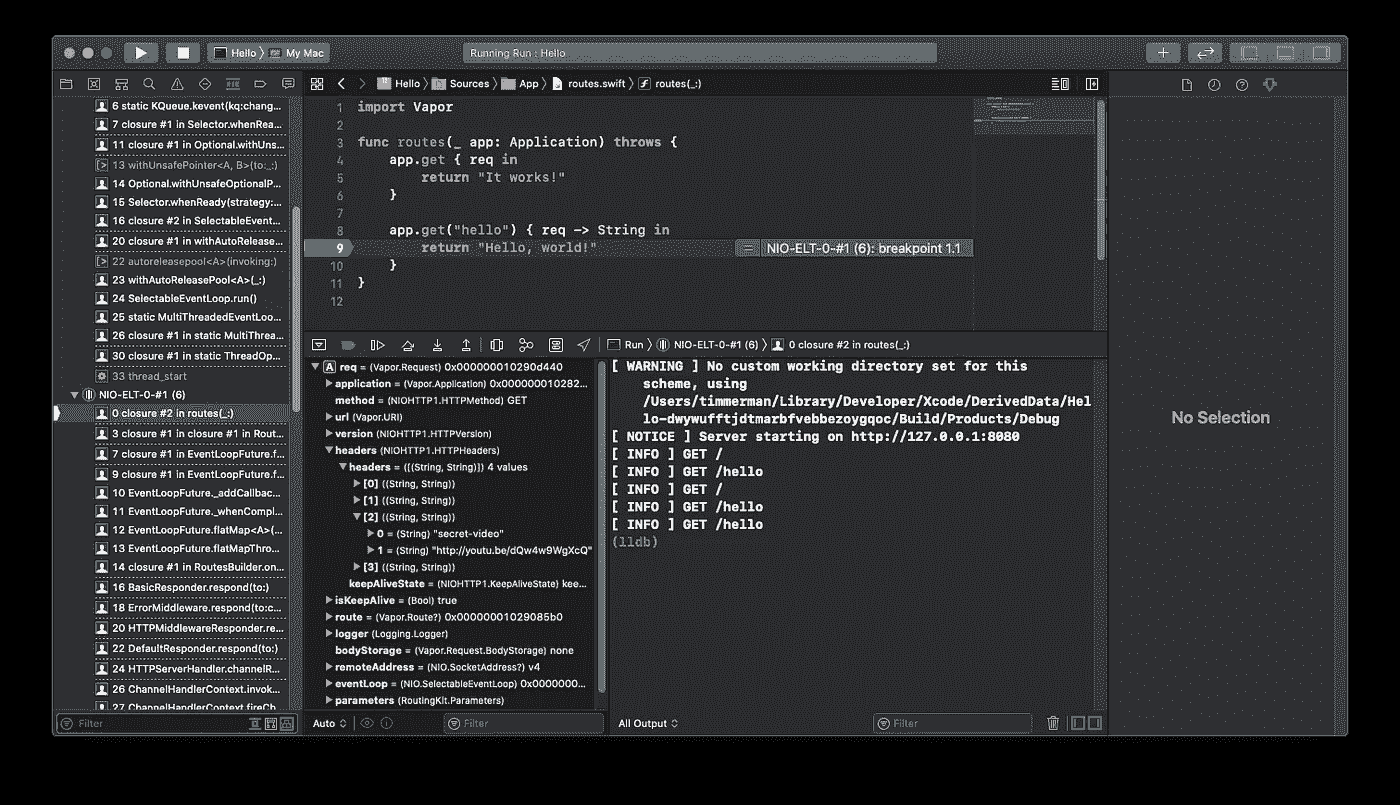 Hello
My Mac
Running Run : Hello
6 static KQueue.kevent(kq:chang...
7 closure #1 in Selector.whenRea...
11 closure #1 in Optional.withUns...
13 withUnsafePointer<A, B>(to:_:)
14 Optional.withUnsafeOptionalP...
15 Selector.whenReady(strategy:...
16 closure #2 in SelectableEvent...
20 closure #1 in withAutoRelease...
22 autoreleasepool<A>(invoking:)
23 withAutoReleasePool<A>(_:)
24 SelectableEventLoop.run()
25 static MultiThreadedEventLoo...
26 closure #1 in static MultiThrea...
30 closure #1 in static ThreadOp...
33 thread_start
NIO-ELT-0-#1 (6)
0 closure #2 in routes(_:)
3 closure #1 in closure #1 in Rout...
7 closure #1 in EventLoopFuture.f...
9 closure #1 in EventLoopFuture.f...
10 EventLoopFuture._addCallbac...
11 EventLoopFuture._whenCompl...
12 EventLoopFuture.flatMap<A>(...
13 EventLoopFuture.flatMapThro...
14 closure #1 in RoutesBuilder.on...
16 BasicResponder.respond(to:)
18 ErrorMiddleware.respond(to:c...
20 HTTPMiddlewareResponder.re...
22 DefaultResponder.respond(to:)
24 HTTPServerHandler.channelR...
26 ChannelHandlerContext.invok...
27 ChannelHandlerContext.fireCh...
Filter
Hello
Sources
App
routes.swift
routes(_:)
1 import Vapor
2
3 func routes(_ app: Application) throws {
4 app.get { req in
5 return "It works!"
6 }
7
8 app.get("hello") { req -> String in
9 return "Hello, world!"
NIO-ELT-0-#1 (6): breakpoint 1.1
10 }
11 }
12
Run
NIO-ELT-0-#1 (6)
0 closure #2 in routes(_:)
A req = (Vapor.Request) 0x000000010290d440
application = (Vapor.Application) 0x000000010282...
method = (NIOHTTP1.HTTPMethod) GET
url (Vapor.URI)
version (NIOHTTP1.HTTPVersion)
headers (NIOHTTP1.HTTPHeaders)
headers = ([(String, String)]) 4 values
[0] ((String, String))
[1] ((String, String))
[2] ((String, String))
0 = (String) "secret-video"
1 = (String) "http://youtu.be/dQw4w9WgXcQ"
[3] ((String, String))
keepAliveState = (NIOHTTP1.KeepAliveState) kee...
isKeepAlive = (Bool) true
route = (Vapor.Route?) 0x00000001029085b0
logger (Logging.Logger)
bodyStorage = (Vapor.Request.BodyStorage) none
remoteAddress = (NIO.SocketAddress?) v4
eventLoop = (NIO.SelectableEventLoop) 0x0000000...
parameters (RoutingKit.Parameters)
Auto
Filter
[ WARNING ] No custom working directory set for this
scheme, using
/Users/timmerman/Library/Developer/Xcode/DerivedData/Hel
lo-dwywufftjdtmarbfvebbezoygqoc/Build/Products/Debug
[ NOTICE ] Server starting on http://127.0.0.1:8080
[ INFO ] GET /
[ INFO ] GET /hello
[ INFO ] GET /
[ INFO ] GET /hello
[ INFO ] GET /hello
(lldb)
All Output
Filter
No Selection